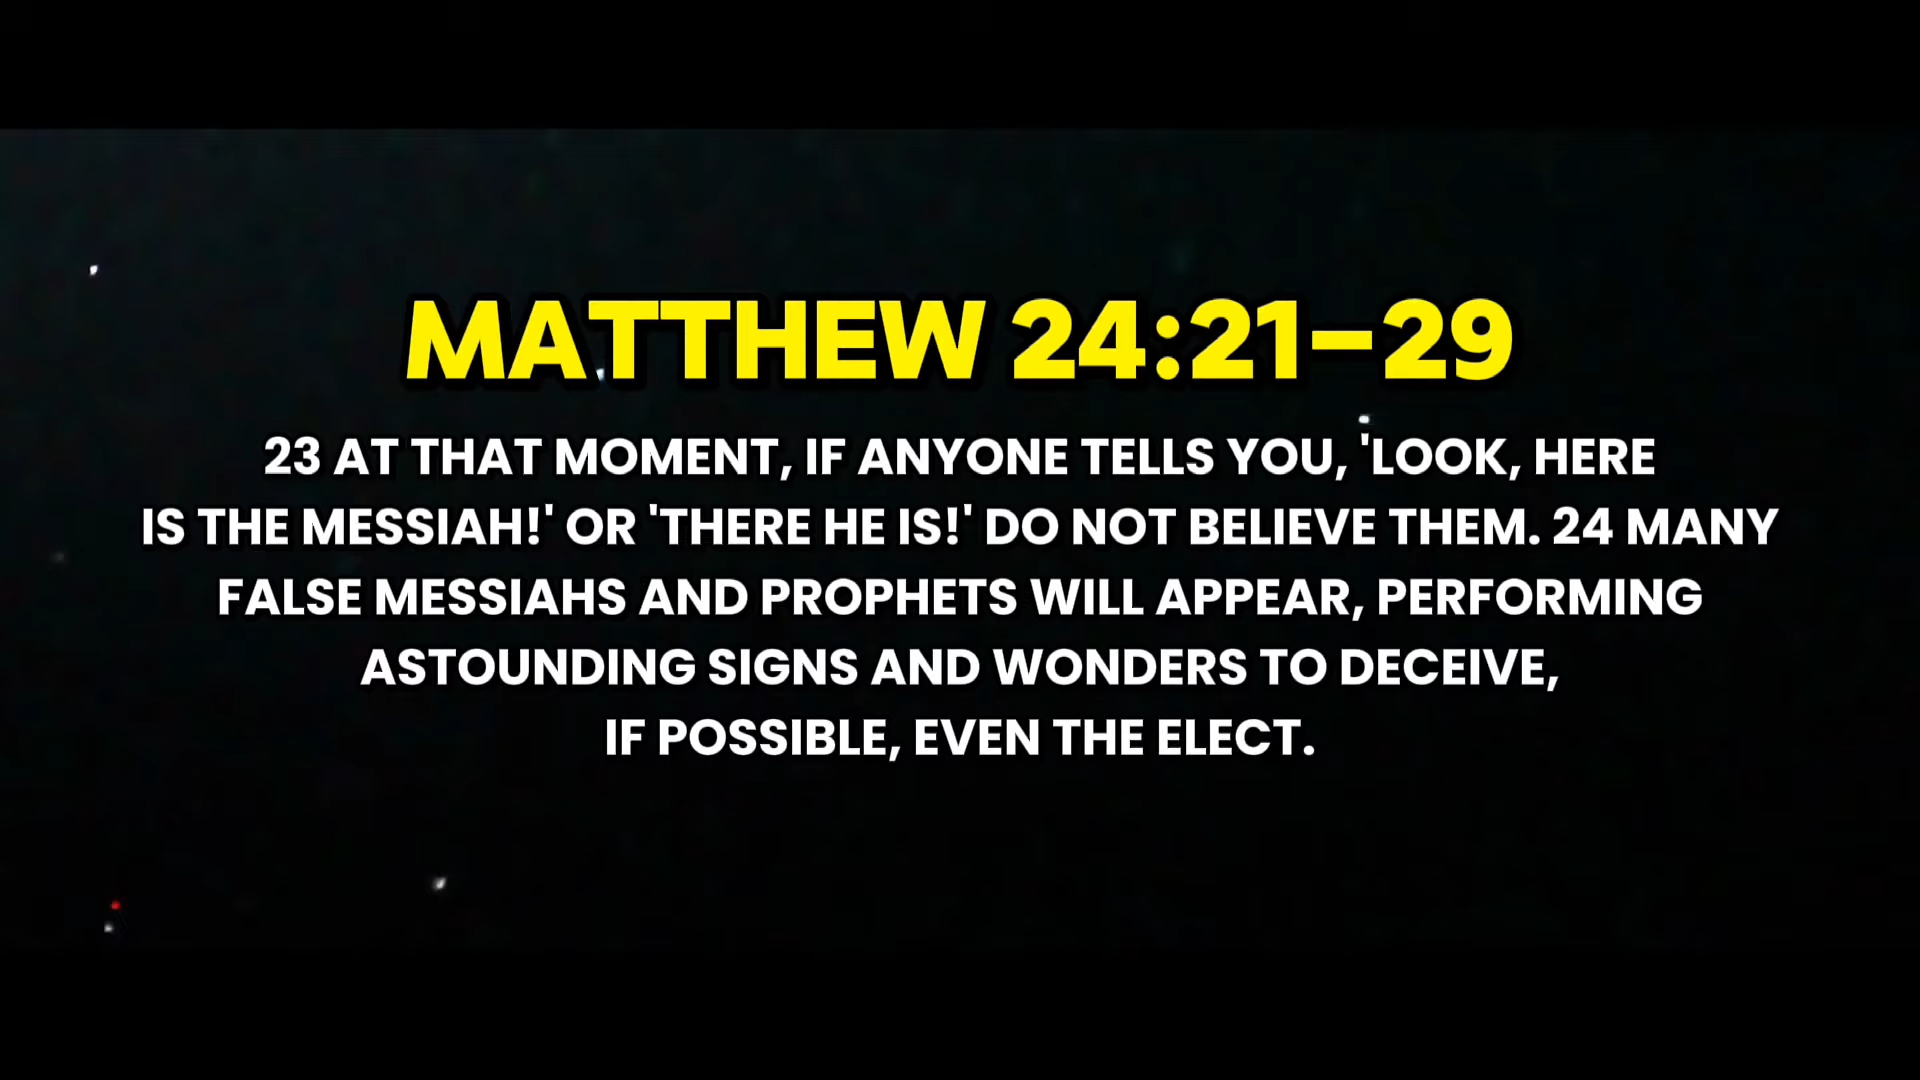 MATTHEW 24:21–29
23 AT THAT MOMENT, IF ANYONE TELLS YOU, 'LOOK, HERE
IS THE MESSIAH!' OR 'THERE HE IS!' DO NOT BELIEVE THEM. 24 MANY
FALSE MESSIAHS AND PROPHETS WILL APPEAR, PERFORMING
ASTOUNDING SIGNS AND WONDERS TO DECEIVE,
IF POSSIBLE, EVEN THE ELECT.